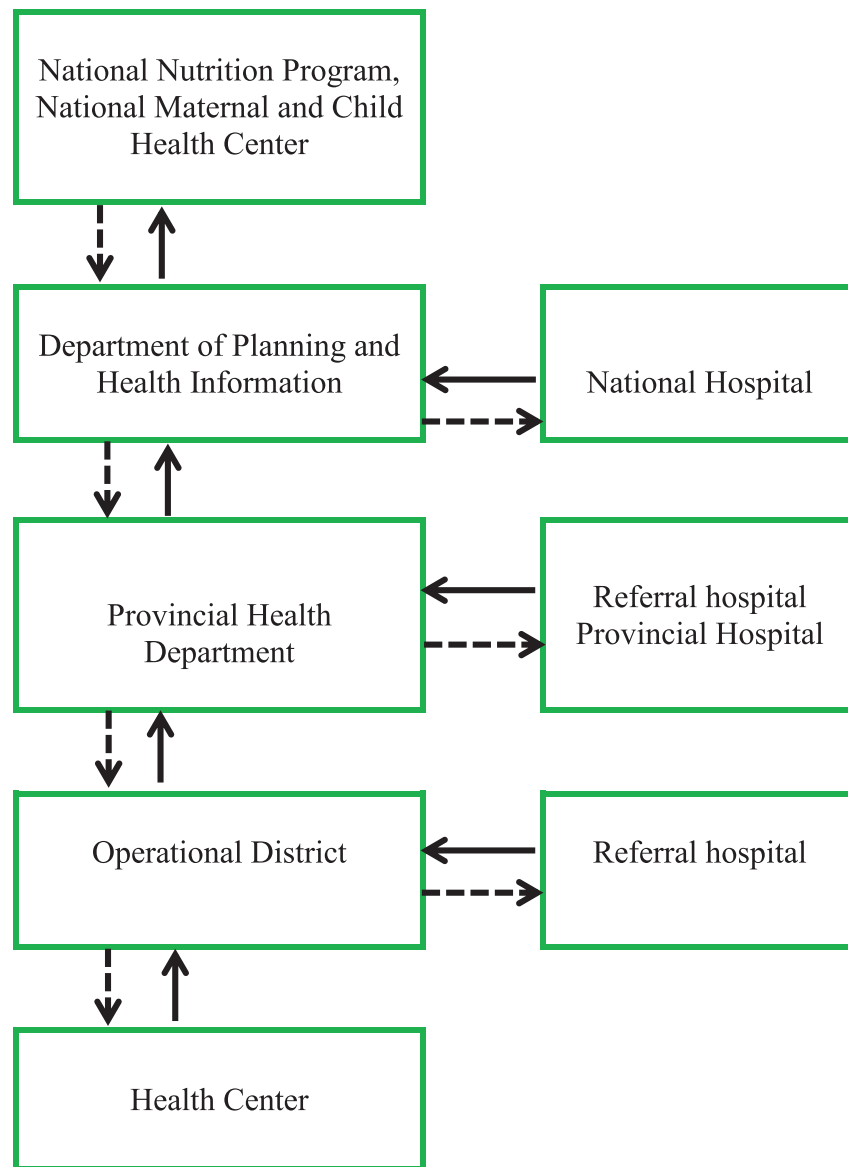 National Nutrition Program,
National Maternal and Child
Health Center
Department of Planning and
Health Information
National Hospital
Provincial Health
Department
Referral hospital
Provincial Hospital
Operational District
Referral hospital
Health Center